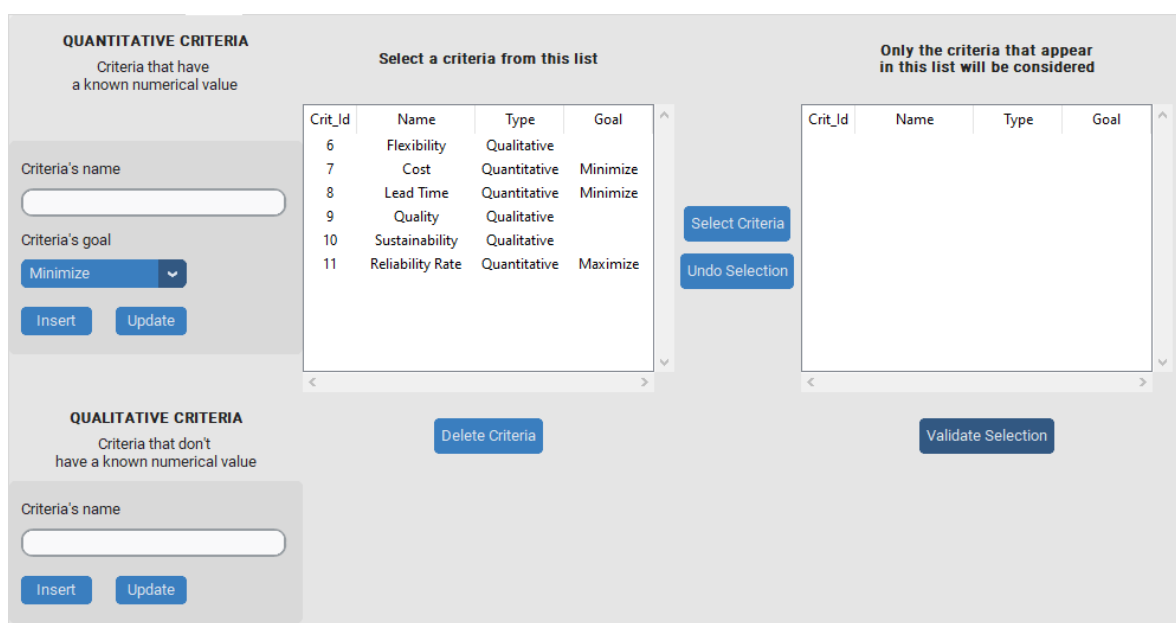 QUANTITATIVE CRITERIA
Criteria that have
a known numerical value
Criteria's name
Criteria's goal
Minimize
Insert Update
QUALITATIVE CRITERIA
Criteria that don't
have a known numerical value
Criteria's name
Insert Update
Select a criteria from this list
Crit_Id Name Type Goal
6 Flexibility Qualitative
7 Cost Quantitative Minimize
8 Lead Time Quantitative Minimize
9 Quality Qualitative
10 Sustainability Qualitative
11 Reliability Rate Quantitative Maximize
Delete Criteria
Select Criteria
Undo Selection
Only the criteria that appear
in this list will be considered
Crit_Id Name Type Goal
Validate Selection